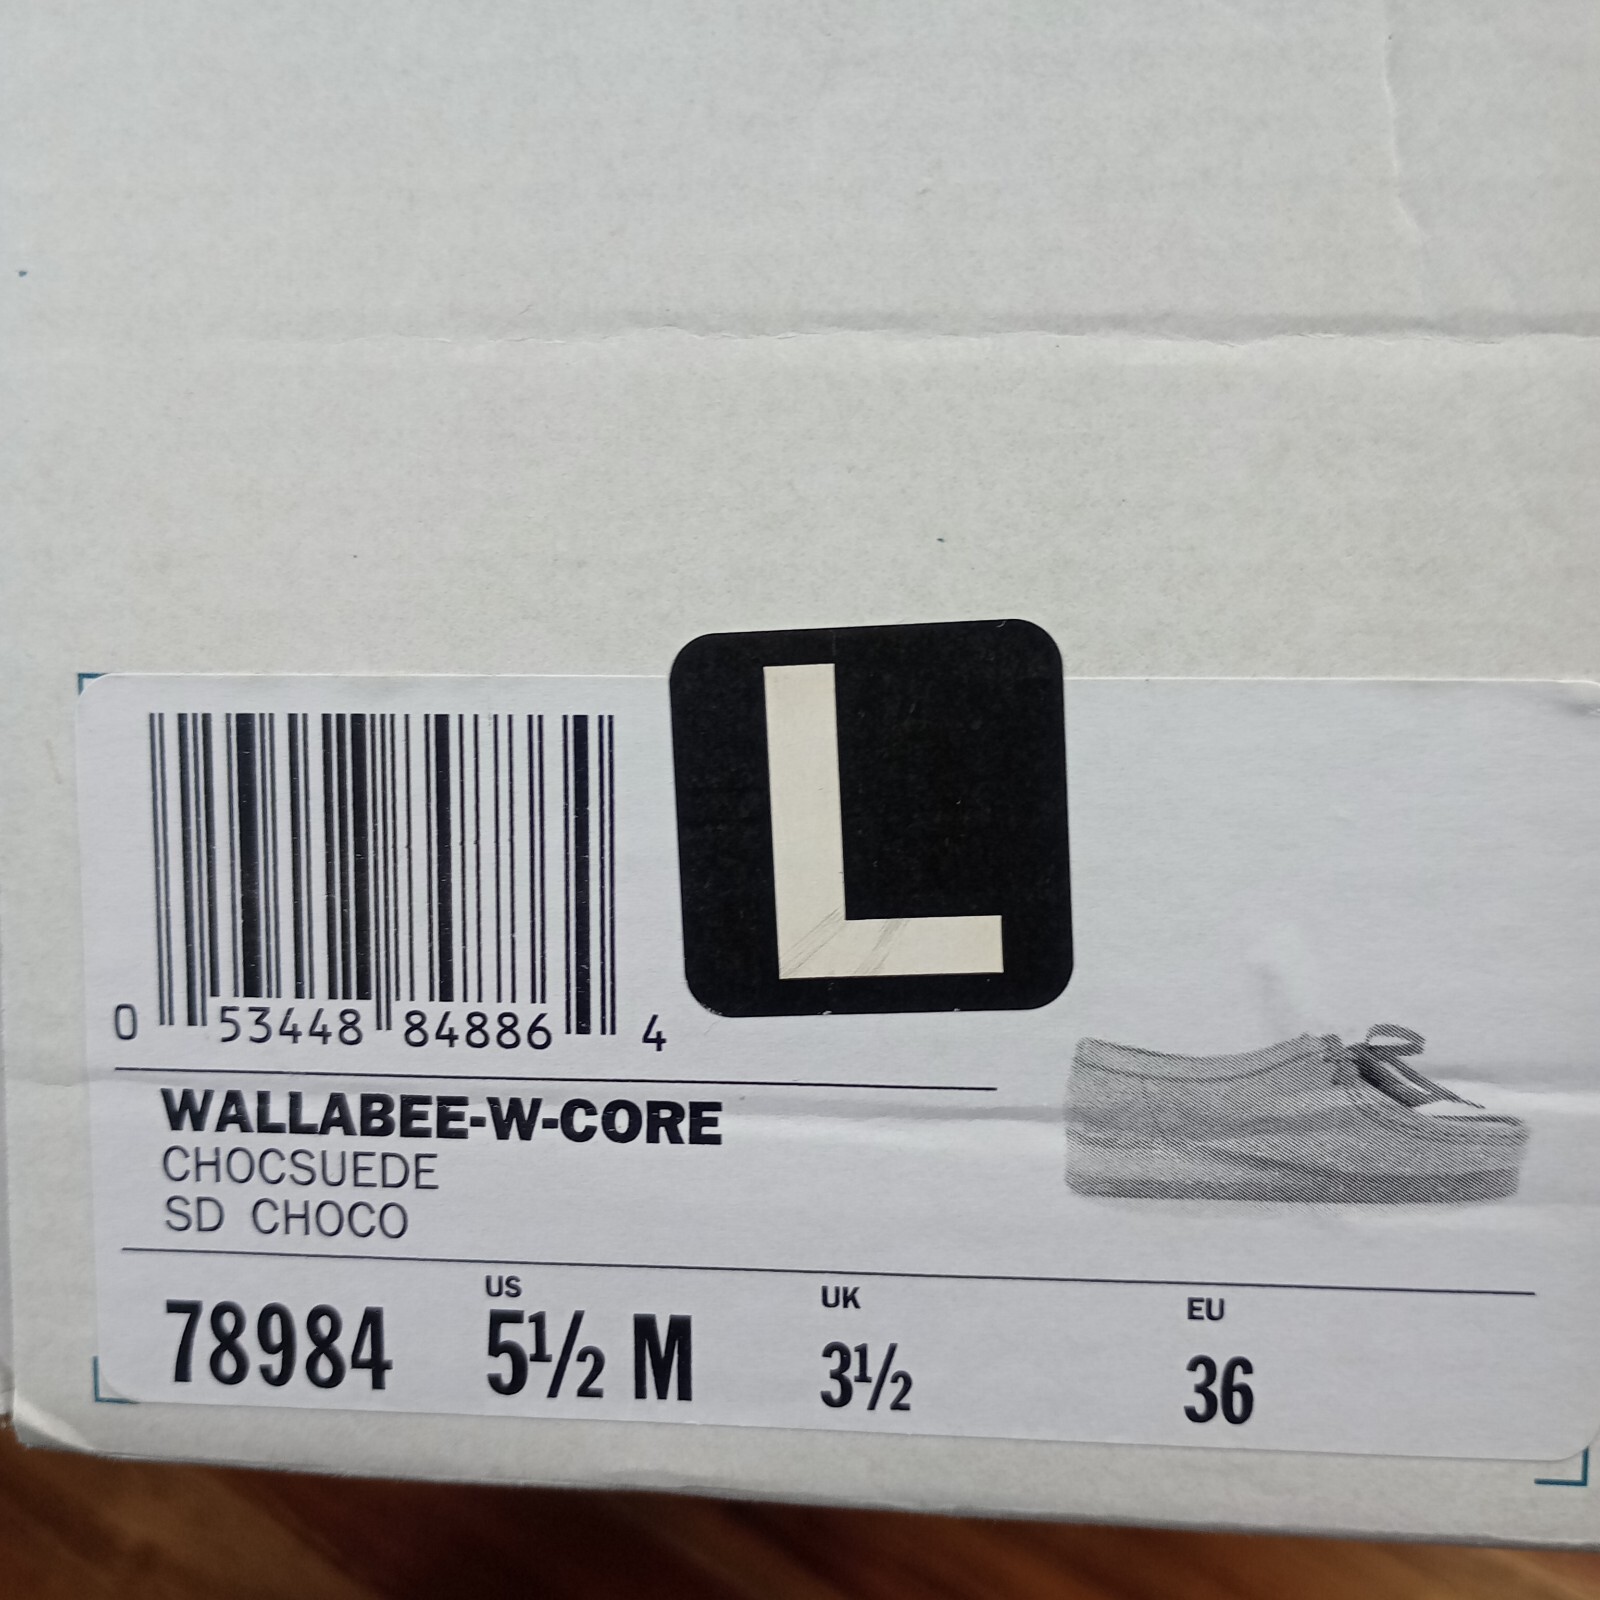 L
0 53448 84886 4
WALLABEE-W-CORE
CHOCSUEDE
SD CHOCO
US UK EU
78984 5½ M 3½ 36